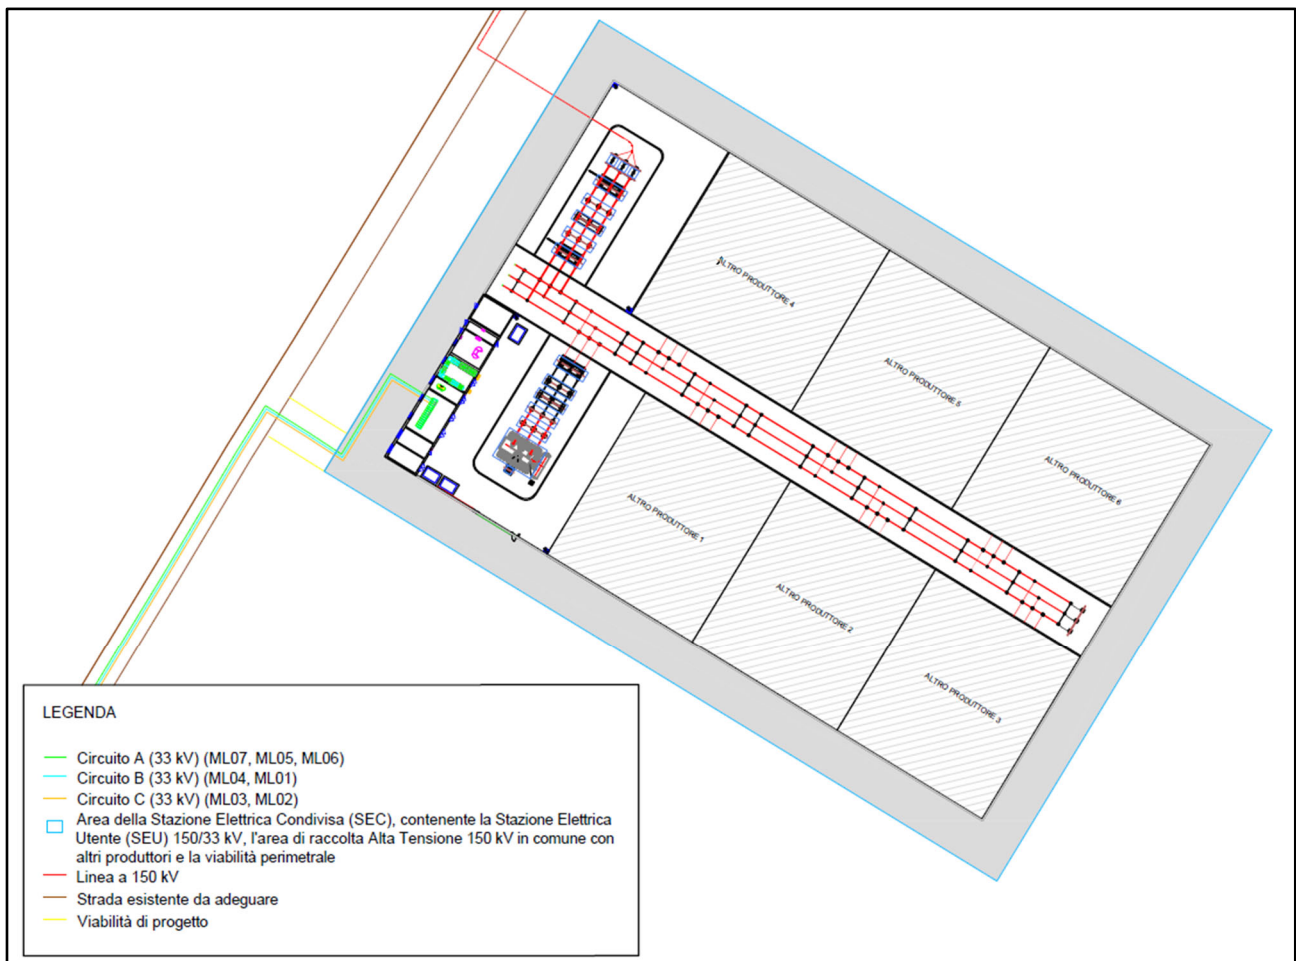 ALTRO PRODUTTORE 4
ALTRO PRODUTTORE 5
ALTRO PRODUTTORE 6
ALTRO PRODUTTORE 1
ALTRO PRODUTTORE 2
ALTRO PRODUTTORE 3
LEGENDA
Circuito A (33 kV) (ML07, ML05, ML06)
Circuito B (33 kV) (ML04, ML01)
Circuito C (33 kV) (ML03, ML02)
Area della Stazione Elettrica Condivisa (SEC), contenente la Stazione Elettrica
Utente (SEU) 150/33 kV, l'area di raccolta Alta Tensione 150 kV in comune con
altri produttori e la viabilità perimetrale
Linea a 150 kV
Strada esistente da adeguare
Viabilità di progetto